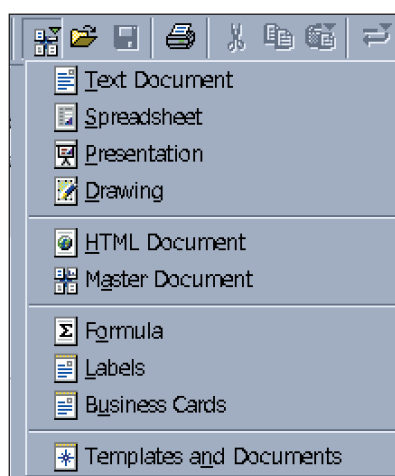 Text Document
Spreadsheet
Presentation
Drawing
HTML Document
Master Document
Formula
Labels
Business Cards
Templates and Documents